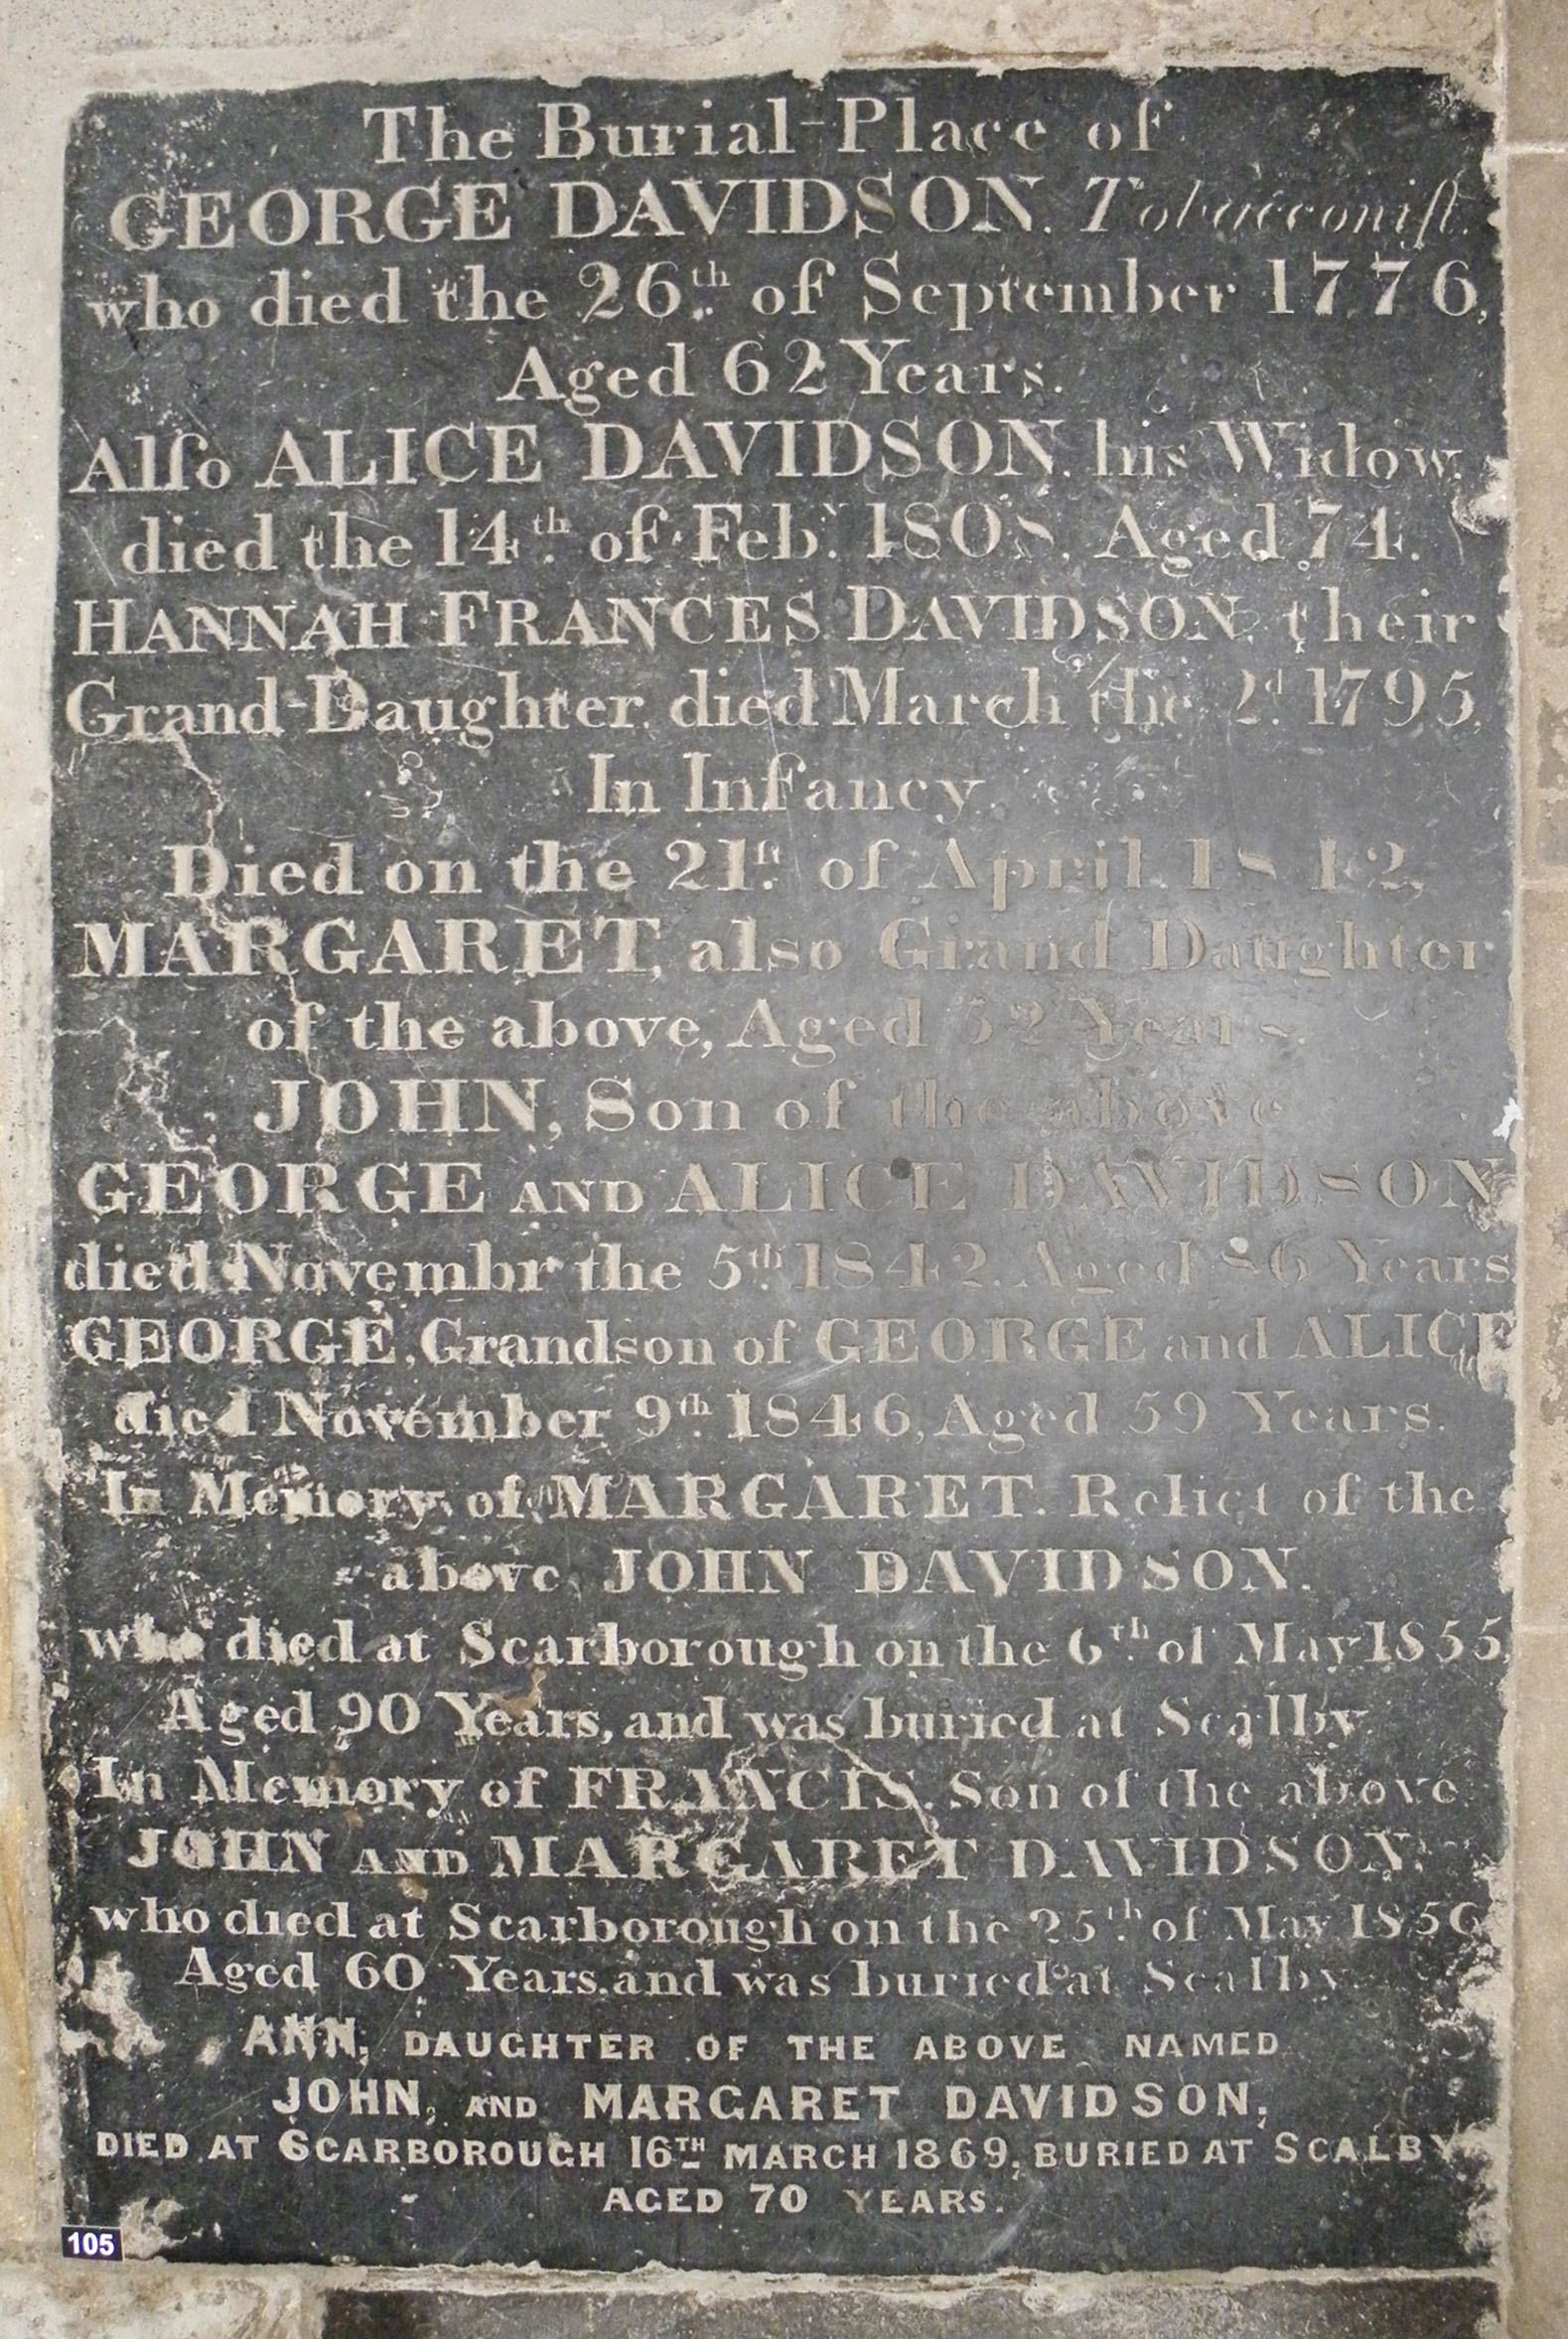 The Burial-Place of
GEORGE DAVIDSON. Tobacconiſt.
who died the 26th. of September 1776,
Aged 62 Years.
Alſo ALICE DAVIDSON, his Widow,
died the 14th. of Feby. 1808, Aged 74.
HANNAH FRANCES DAVIDSON, their
Grand-Daughter, died March the 2d. 1795,
In Infancy.
Died on the 21ſt. of April 1842,
MARGARET, also Grand Daughter
of the above, Aged 52 Years.
JOHN, Son of the above
GEORGE AND ALICE DAVIDSON
died Novembr the 5th. 1842. Aged 86 Years
GEORGE, Grandson of GEORGE and ALICE
died November 9th. 1846, Aged 59 Years.
In Memory of MARGARET. Relict of the
above JOHN DAVIDSON.
who died at Scarborough on the 6th. of May 1855,
Aged 90 Years, and was buried at Scalby
In Memory of FRANCIS. Son of the above
JOHN AND MARGARET DAVIDSON.
who died at Scarborough on the 25th. of May 1856
Aged 60 Years. and was buried at Scalby
ANN, DAUGHTER OF THE ABOVE NAMED
JOHN, AND MARGARET DAVIDSON,
DIED AT SCARBOROUGH 16TH MARCH 1869, BURIED AT SCALBY
AGED 70 YEARS.
105